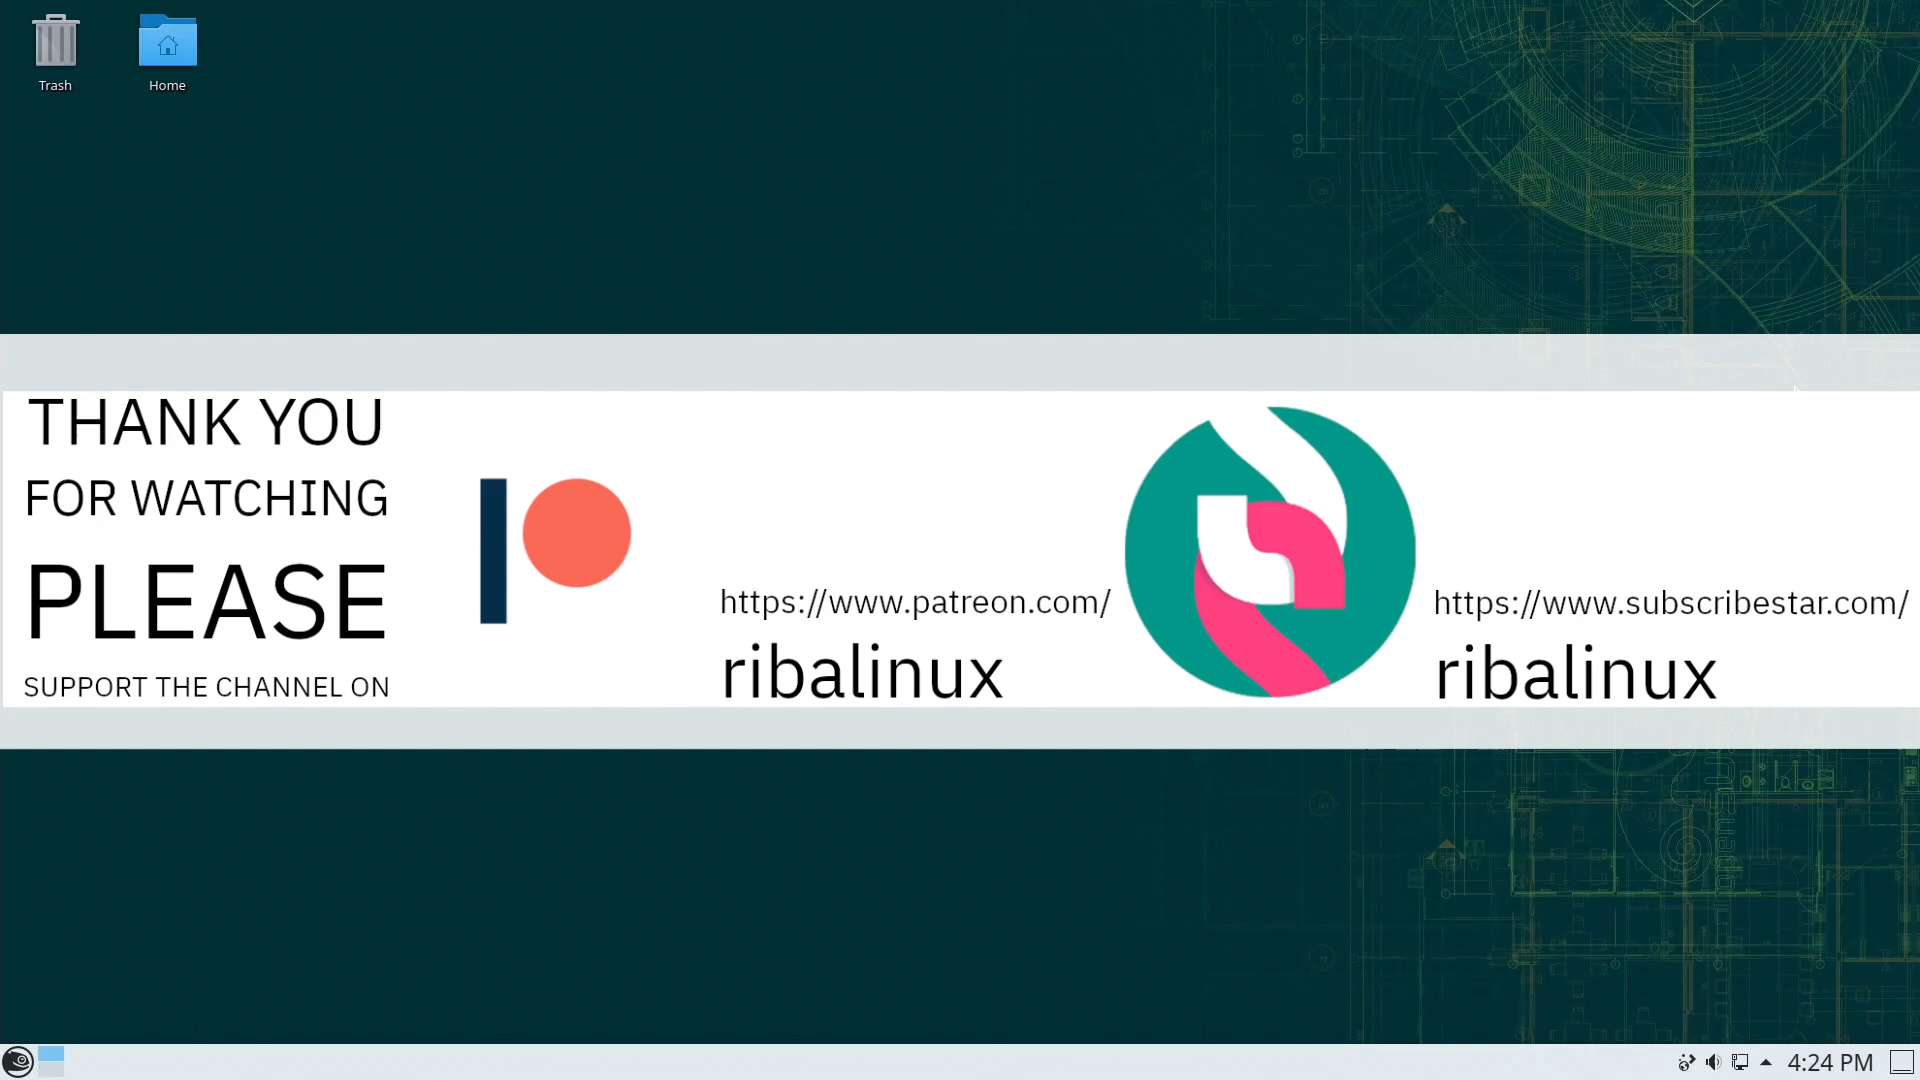 Trash
Home
THANK YOU
FOR WATCHING
PLEASE
SUPPORT THE CHANNEL ON
https://www.patreon.com/
ribalinux
https://www.subscribestar.com/
ribalinux
4:24 PM